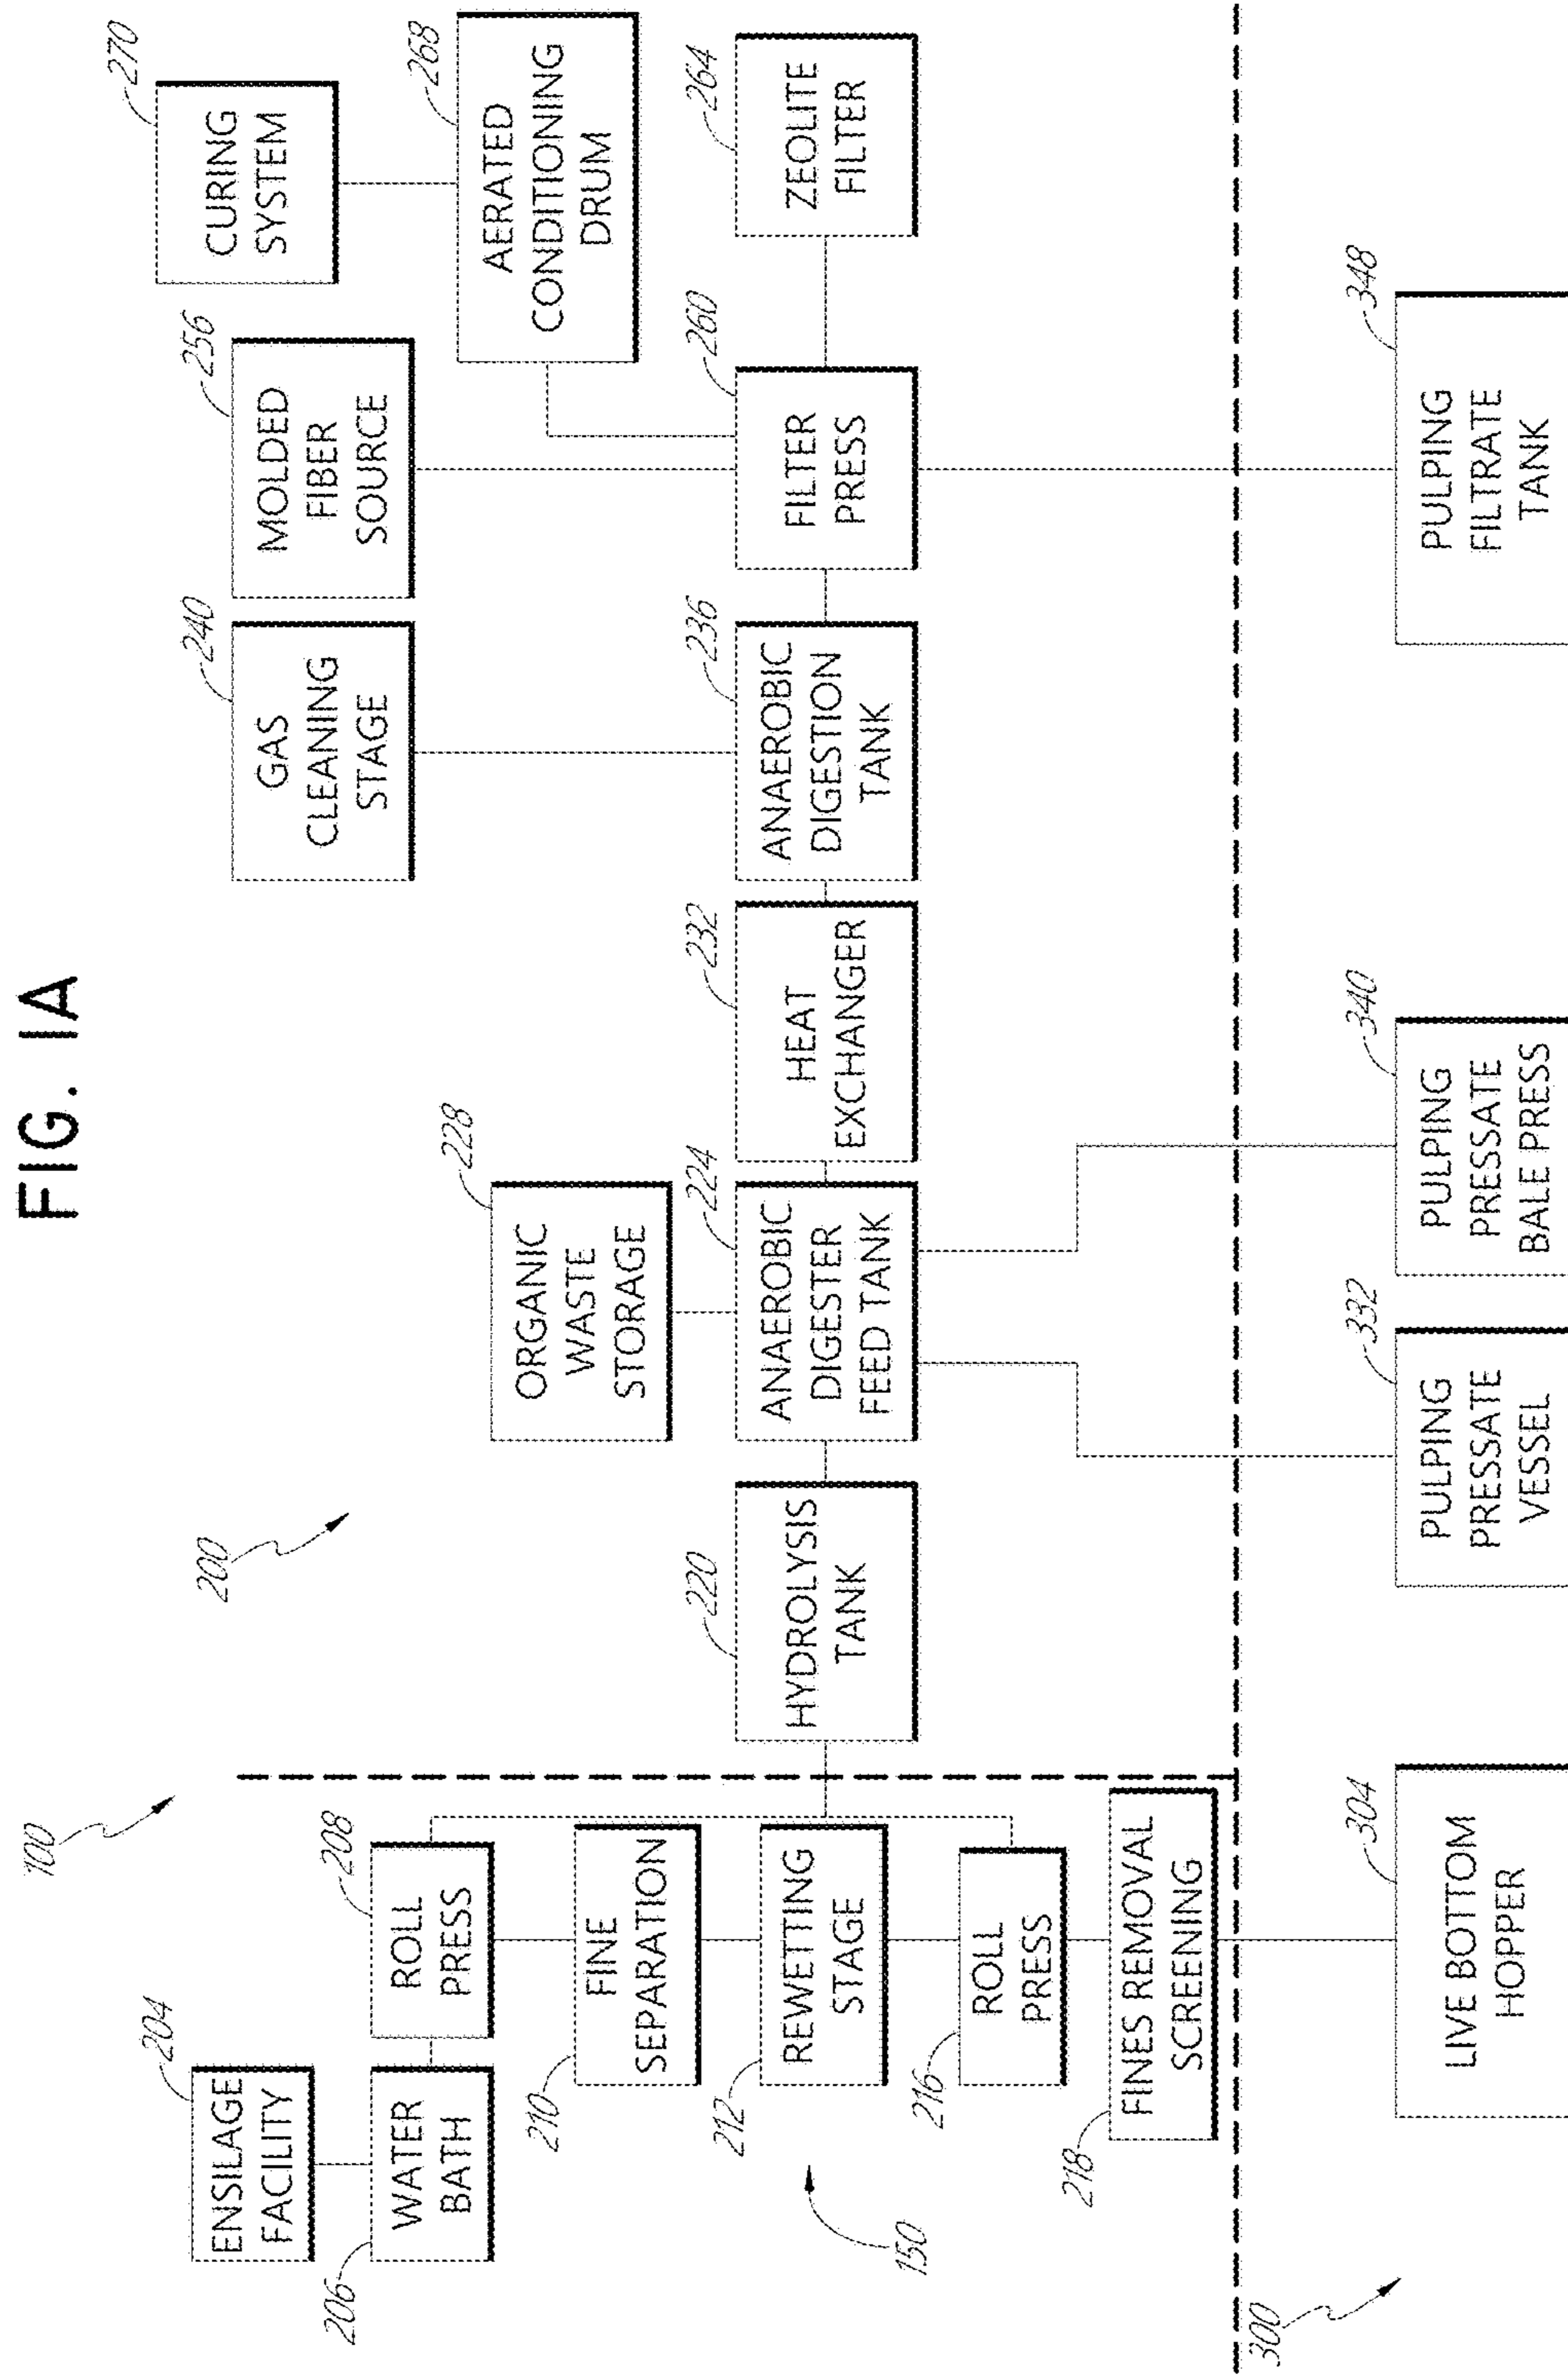 FIG. 1A
100
200
ENSILAGE
FACILITY
204
WATER
BATH
206
ROLL
PRESS
208
FINE
SEPARATION
210
REWETTING
STAGE
212
ROLL
PRESS
216
FINES REMOVAL
SCREENING
218
150
HYDROLYSIS
TANK
220
ORGANIC
WASTE
STORAGE
228
ANAEROBIC
DIGESTER
FEED TANK
224
HEAT
EXCHANGER
232
GAS
CLEANING
STAGE
240
ANAEROBIC
DIGESTION
TANK
236
MOLDED
FIBER
SOURCE
256
FILTER
PRESS
260
CURING
SYSTEM
270
AERATED
CONDITIONING
DRUM
268
ZEOLITE
FILTER
264
300
LIVE BOTTOM
HOPPER
304
PULPING
PRESSATE
VESSEL
332
PULPING
PRESSATE
BALE PRESS
340
PULPING
FILTRATE
TANK
348